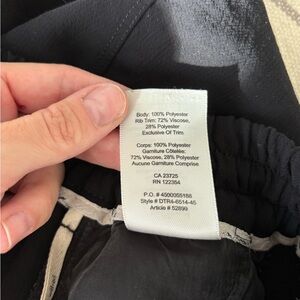 Body: 100% Polyester
Rib Trim: 72% Viscose,
28% Polyester
Exclusive Of Trim
Corps: 100% Polyester
Garniture Côtelée:
72% Viscose, 28% Polyester
Aucune Garniture Comprise
CA 23725
RN 122354
P.O. # 4500055186
Style # DTR4-6514-45
Article # 52899